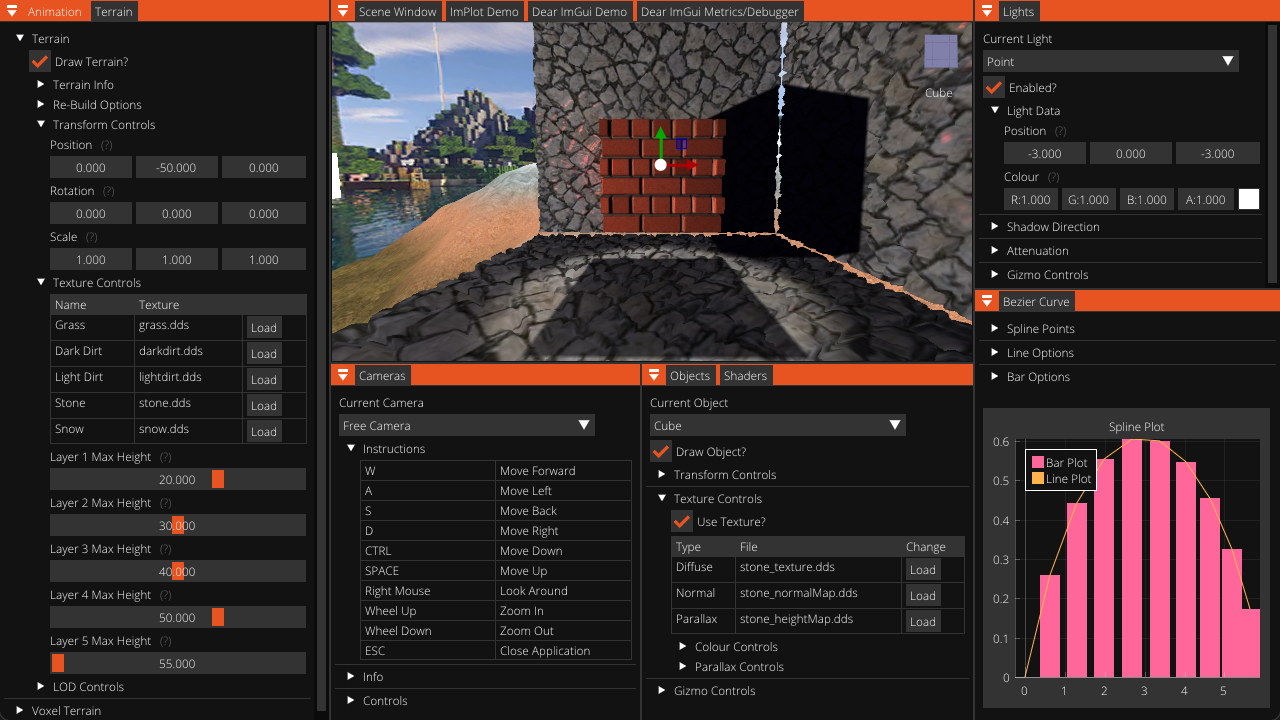 Animation Terrain
Terrain
Draw Terrain?
Terrain Info
Re-Build Options
Transform Controls
Position (?)
0.000 -50.000 0.000
Rotation (?)
0.000 0.000 0.000
Scale (?)
1.000 1.000 1.000
Texture Controls
Name Texture
Grass grass.dds Load
Dark Dirt darkdirt.dds Load
Light Dirt lightdirt.dds Load
Stone stone.dds Load
Snow snow.dds Load
Layer 1 Max Height (?)
20.000
Layer 2 Max Height (?)
30.000
Layer 3 Max Height (?)
40.000
Layer 4 Max Height (?)
50.000
Layer 5 Max Height (?)
55.000
LOD Controls
Voxel Terrain
Scene Window ImPlot Demo Dear ImGui Demo Dear ImGui Metrics/Debugger
Cube
Cameras
Current Camera
Free Camera
Instructions
W Move Forward
A Move Left
S Move Back
D Move Right
CTRL Move Down
SPACE Move Up
Right Mouse Look Around
Wheel Up Zoom In
Wheel Down Zoom Out
ESC Close Application
Info
Controls
Objects Shaders
Current Object
Cube
Draw Object?
Transform Controls
Texture Controls
Use Texture?
Type File Change
Diffuse stone_texture.dds Load
Normal stone_normalMap.dds Load
Parallax stone_heightMap.dds Load
Colour Controls
Parallax Controls
Gizmo Controls
Lights
Current Light
Point
Enabled?
Light Data
Position (?)
-3.000 0.000 -3.000
Colour (?)
R:1.000 G:1.000 B:1.000 A:1.000
Shadow Direction
Attenuation
Gizmo Controls
Bezier Curve
Spline Points
Line Options
Bar Options
Spline Plot
Bar Plot
Line Plot
0.6
0.5
0.4
0.3
0.2
0.1
0
0 1 2 3 4 5